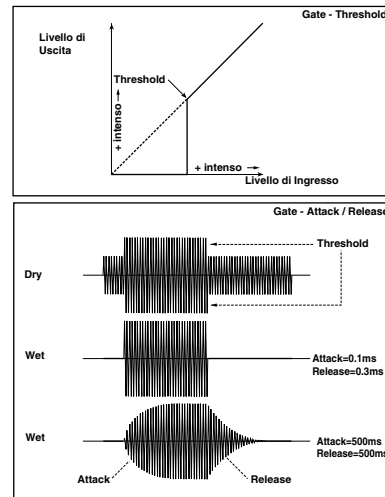 Gate - Threshold
Livello di
Uscita
Threshold
+ intenso
+ intenso
Livello di Ingresso
Gate - Attack / Release
Threshold
Dry
Wet
Attack=0.1ms
Release=0.3ms
Wet
Attack=500ms
Release=500ms
Attack
Release